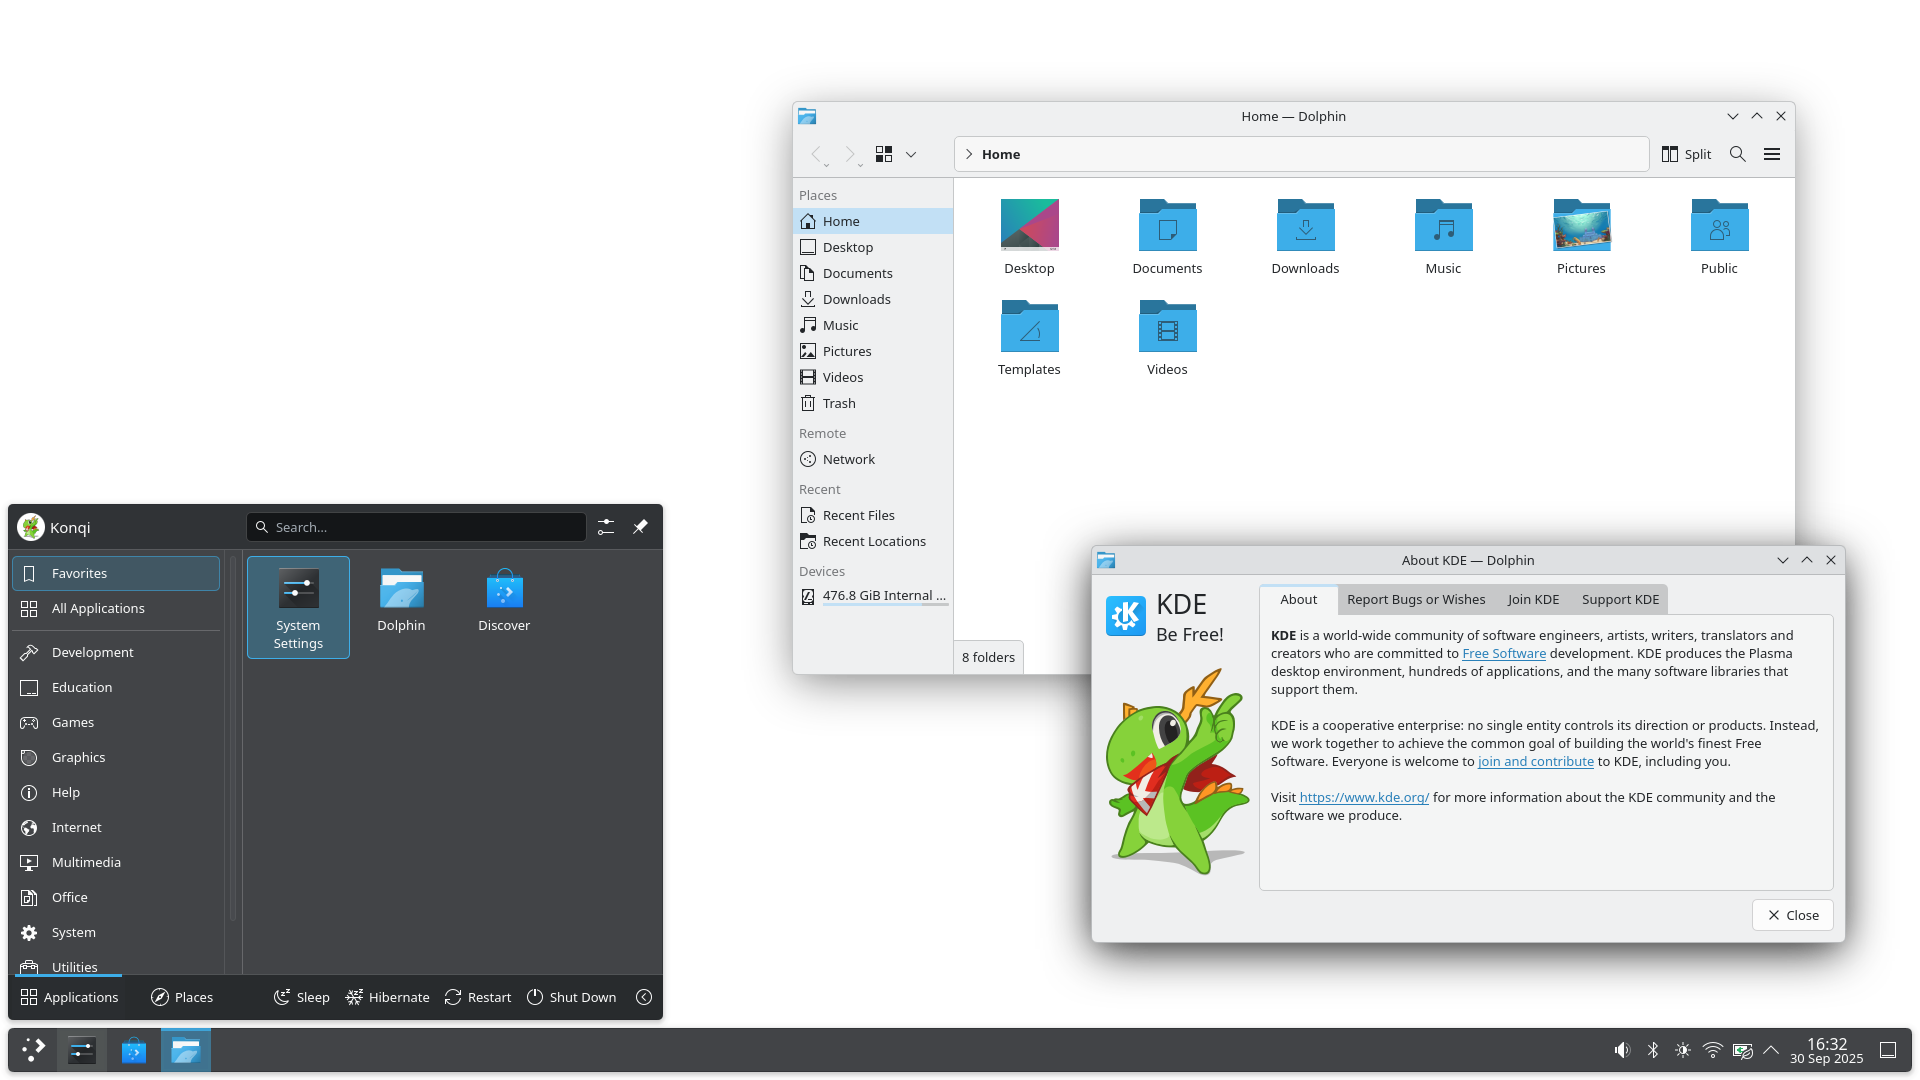 Home — Dolphin
Home
Split
Places
Home
Desktop
Documents
Downloads
Music
Pictures
Videos
Trash
Remote
Network
Recent
Recent Files
Recent Locations
Devices
476.8 GiB Internal ...
Desktop
Documents
Downloads
Music
Pictures
Public
Templates
Videos
8 folders
About KDE — Dolphin
KDE
Be Free!
About
Report Bugs or Wishes
Join KDE
Support KDE
KDE is a world-wide community of software engineers, artists, writers, translators and
creators who are committed to Free Software development. KDE produces the Plasma
desktop environment, hundreds of applications, and the many software libraries that
support them.
KDE is a cooperative enterprise: no single entity controls its direction or products. Instead,
we work together to achieve the common goal of building the world's finest Free
Software. Everyone is welcome to join and contribute to KDE, including you.
Visit https://www.kde.org/ for more information about the KDE community and the
software we produce.
Close
Konqi
Search...
Favorites
All Applications
Development
Education
Games
Graphics
Help
Internet
Multimedia
Office
System
Utilities
System
Settings
Dolphin
Discover
Applications
Places
Sleep
Hibernate
Restart
Shut Down
16:32
30 Sep 2025